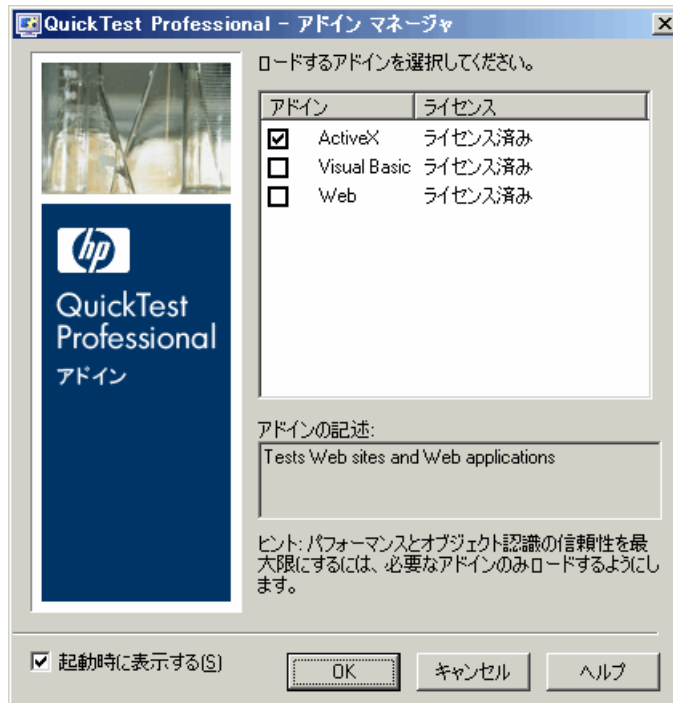 QuickTest Professional - アドイン マネージャ
ロードするアドインを選択してください。
アドイン ライセンス
ActiveX ライセンス済み
Visual Basic ライセンス済み
Web ライセンス済み
hp
QuickTest
Professional
アドイン
アドインの記述:
Tests Web sites and Web applications
ヒント: パフォーマンスとオブジェクト認識の信頼性を最
大限にするには、必要なアドインのみロードするようにし
ます。
起動時に表示する(S)
OK キャンセル ヘルプ